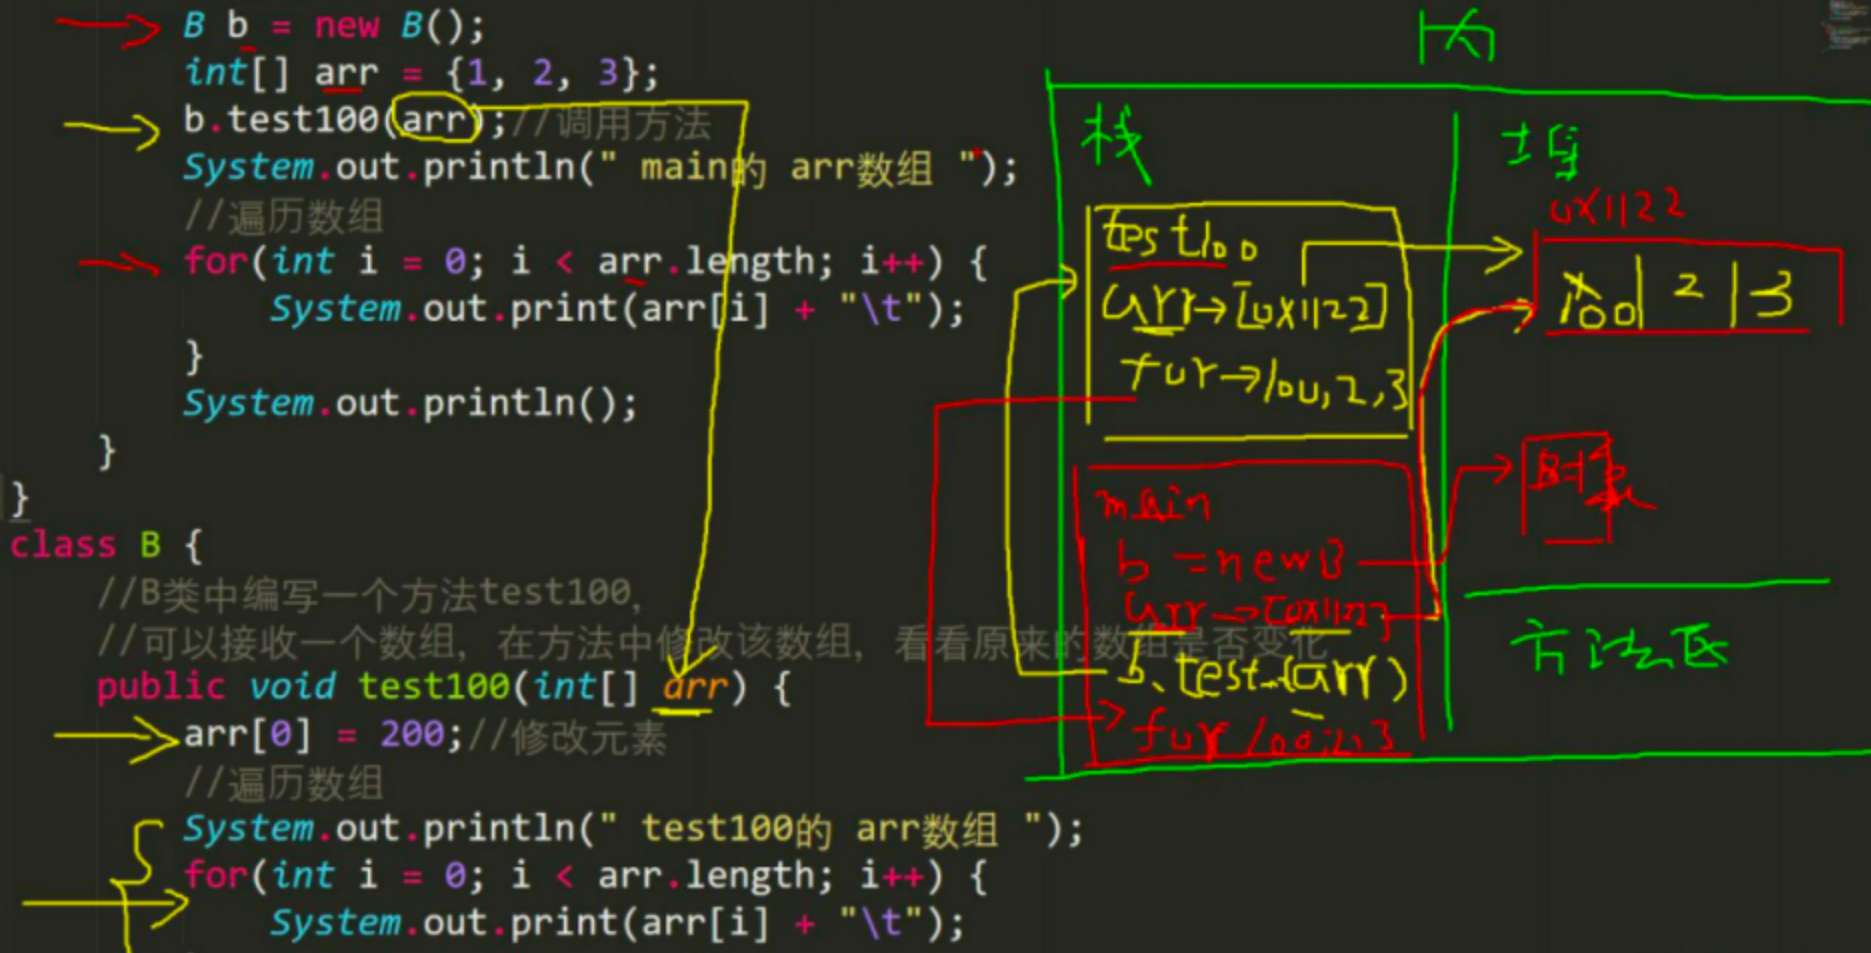 B b = new B();
int[] arr = {1, 2, 3};
b.test100(arr);//调用方法
System.out.println(" main的 arr数组 ");
//遍历数组
for(int i = 0; i < arr.length; i++) {
System.out.print(arr[i] + "\t");
}
System.out.println();
}
}
class B {
//B类中编写一个方法test100,
//可以接收一个数组, 在方法中修改该数组, 看看原来的数组是否变化
public void test100(int[] arr) {
arr[0] = 200;//修改元素
//遍历数组
System.out.println(" test100的 arr数组 ");
for(int i = 0; i < arr.length; i++) {
System.out.print(arr[i] + "\t");
栈
test100
arr→[0x1122]
for→100,2,3
main
b =new B
arr→[0x1122]
b.test..(arr)
for 100,2,3
堆
0x1122
100 2 3
方法区